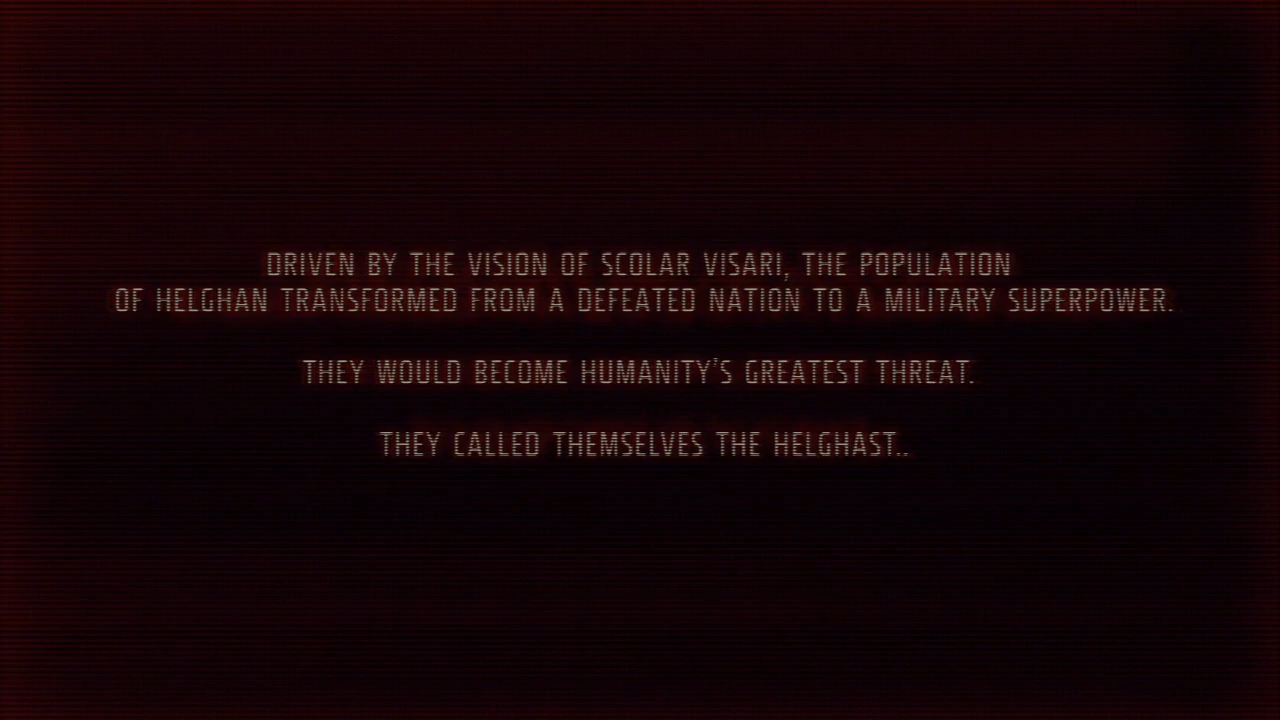 DRIVEN BY THE VISION OF SCOLAR VISARI, THE POPULATION
OF HELGHAN TRANSFORMED FROM A DEFEATED NATION TO A MILITARY SUPERPOWER.
THEY WOULD BECOME HUMANITY'S GREATEST THREAT.
THEY CALLED THEMSELVES THE HELGHAST..